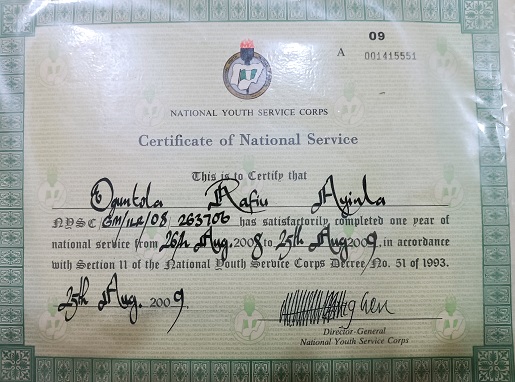 09
A 001415551
NATIONAL YOUTH SERVICE CORPS
Certificate of National Service
This is to Certify that
Oguntola Rafiu Ayinla
NYSC GM/ILR/08/263706 has satisfactorily completed one year of
national service from 26th Aug. 2008 to 25th Aug 2009, in accordance
with Section 11 of the National Youth Service Corps Decree, No. 51 of 1993.
25th Aug. 2009.
Director-General
National Youth Service Corps